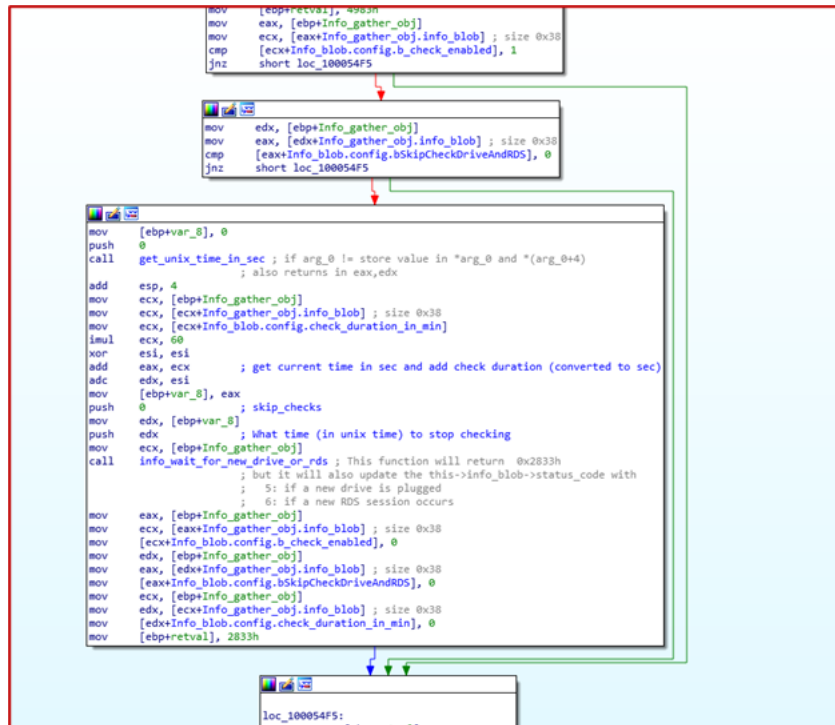 mov [ebp+retval], 4983h
mov eax, [ebp+Info_gather_obj]
mov ecx, [eax+Info_gather_obj.info_blob] ; size 0x38
cmp [ecx+Info_blob.config.b_check_enabled], 1
jnz short loc_100054F5
mov edx, [ebp+Info_gather_obj]
mov eax, [edx+Info_gather_obj.info_blob] ; size 0x38
cmp [eax+Info_blob.config.bSkipCheckDriveAndRDS], 0
jnz short loc_100054F5
mov [ebp+var_8], 0
push 0
call get_unix_time_in_sec ; if arg_0 != store value in *arg_0 and *(arg_0+4)
; also returns in eax,edx
add esp, 4
mov ecx, [ebp+Info_gather_obj]
mov ecx, [ecx+Info_gather_obj.info_blob] ; size 0x38
mov ecx, [ecx+Info_blob.config.check_duration_in_min]
imul ecx, 60
xor esi, esi
add eax, ecx ; get current time in sec and add check duration (converted to sec)
adc edx, esi
mov [ebp+var_8], eax
push 0 ; skip_checks
mov edx, [ebp+var_8]
push edx ; What time (in unix time) to stop checking
mov ecx, [ebp+Info_gather_obj]
call info_wait_for_new_drive_or_rds ; This function will return 0x2833h
; but it will also update the this->info_blob->status_code with
; 5: if a new drive is plugged
; 6: if a new RDS session occurs
mov eax, [ebp+Info_gather_obj]
mov ecx, [eax+Info_gather_obj.info_blob] ; size 0x38
mov [ecx+Info_blob.config.b_check_enabled], 0
mov edx, [ebp+Info_gather_obj]
mov eax, [edx+Info_gather_obj.info_blob] ; size 0x38
mov [eax+Info_blob.config.bSkipCheckDriveAndRDS], 0
mov ecx, [ebp+Info_gather_obj]
mov edx, [ecx+Info_gather_obj.info_blob] ; size 0x38
mov [edx+Info_blob.config.check_duration_in_min], 0
mov [ebp+retval], 2833h
loc_100054F5: